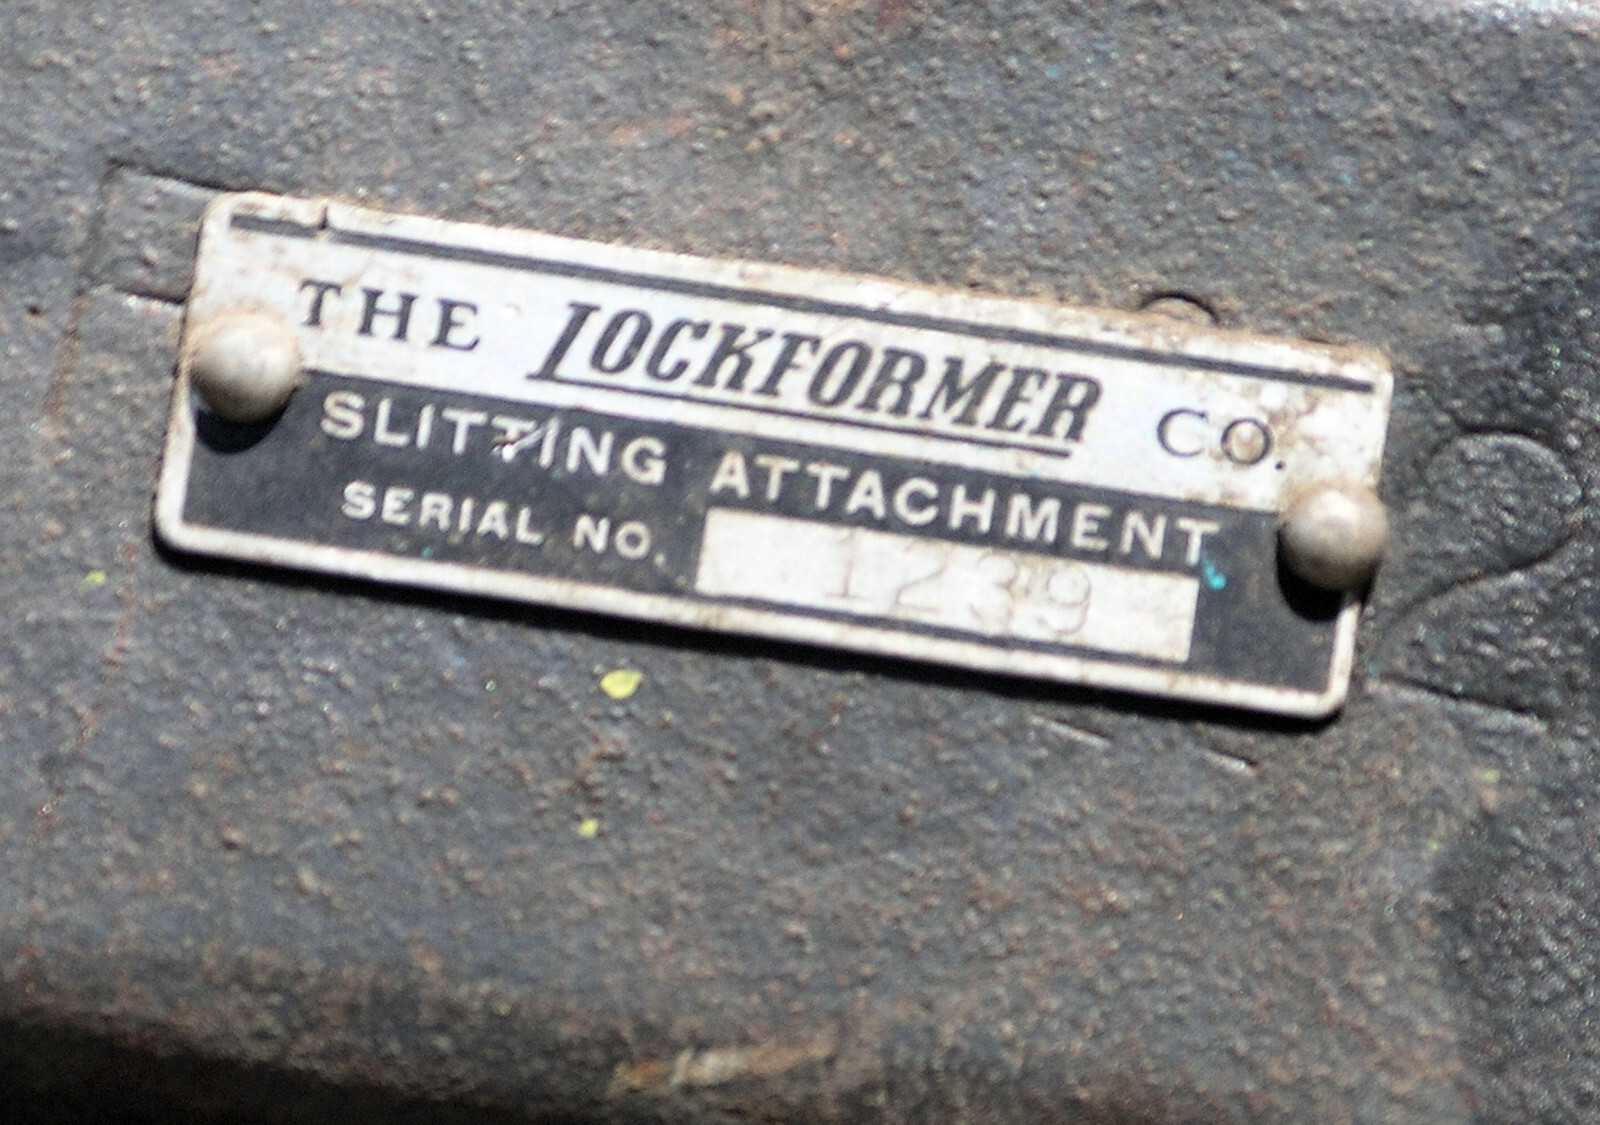 THE LOCKFORMER CO.
SLITTING ATTACHMENT
SERIAL NO. 1239